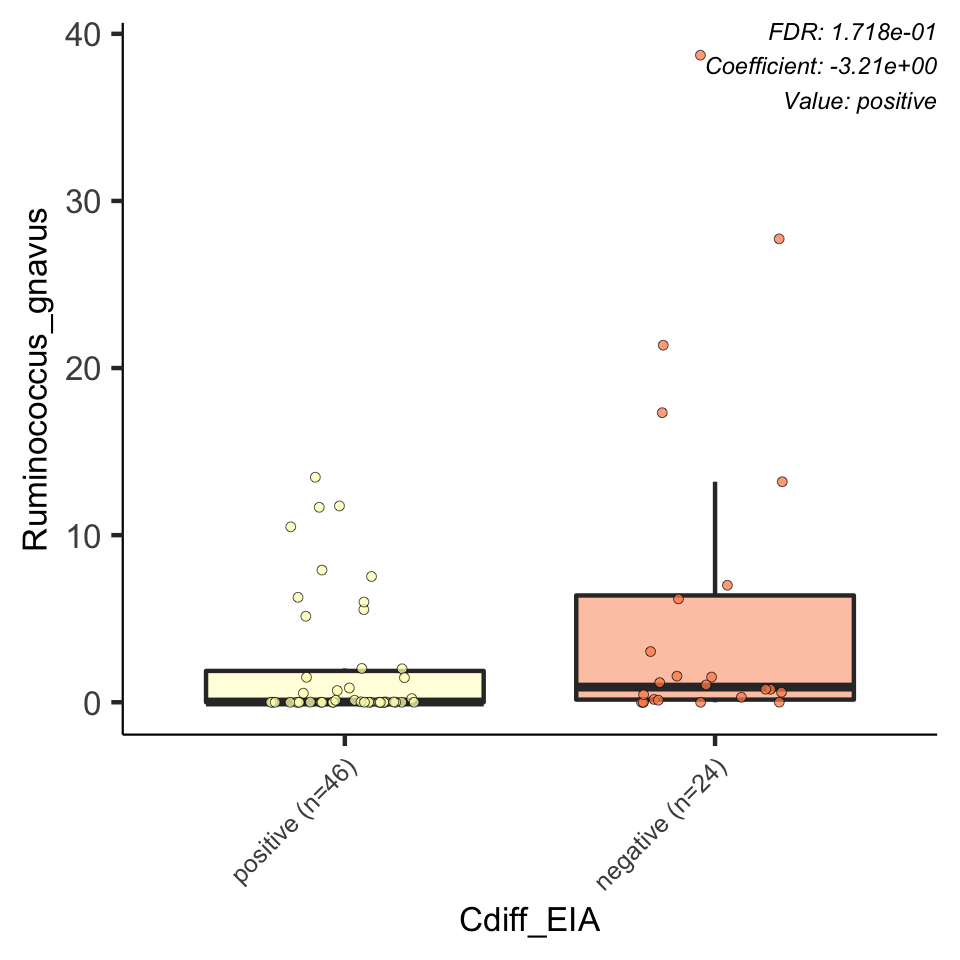 FDR: 1.718e-01
Coefficient: -3.21e+00
Value: positive
40
30
20
10
0
Ruminococcus_gnavus
positive (n=46)
negative (n=24)
Cdiff_EIA